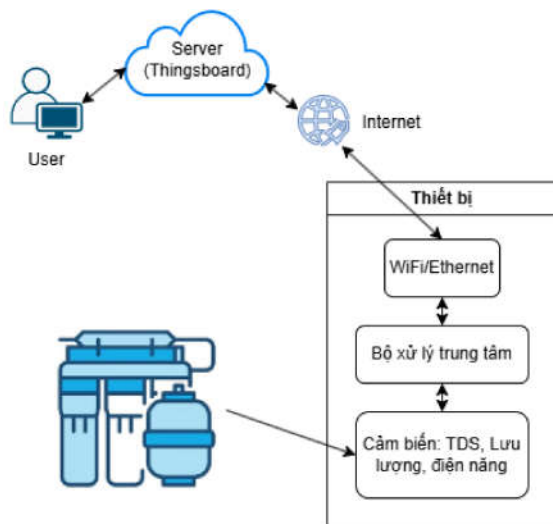 Server
(Thingsboard)
User
Internet
Thiết bị
WiFi/Ethernet
Bộ xử lý trung tâm
Cảm biến: TDS, Lưu
lượng, điện năng